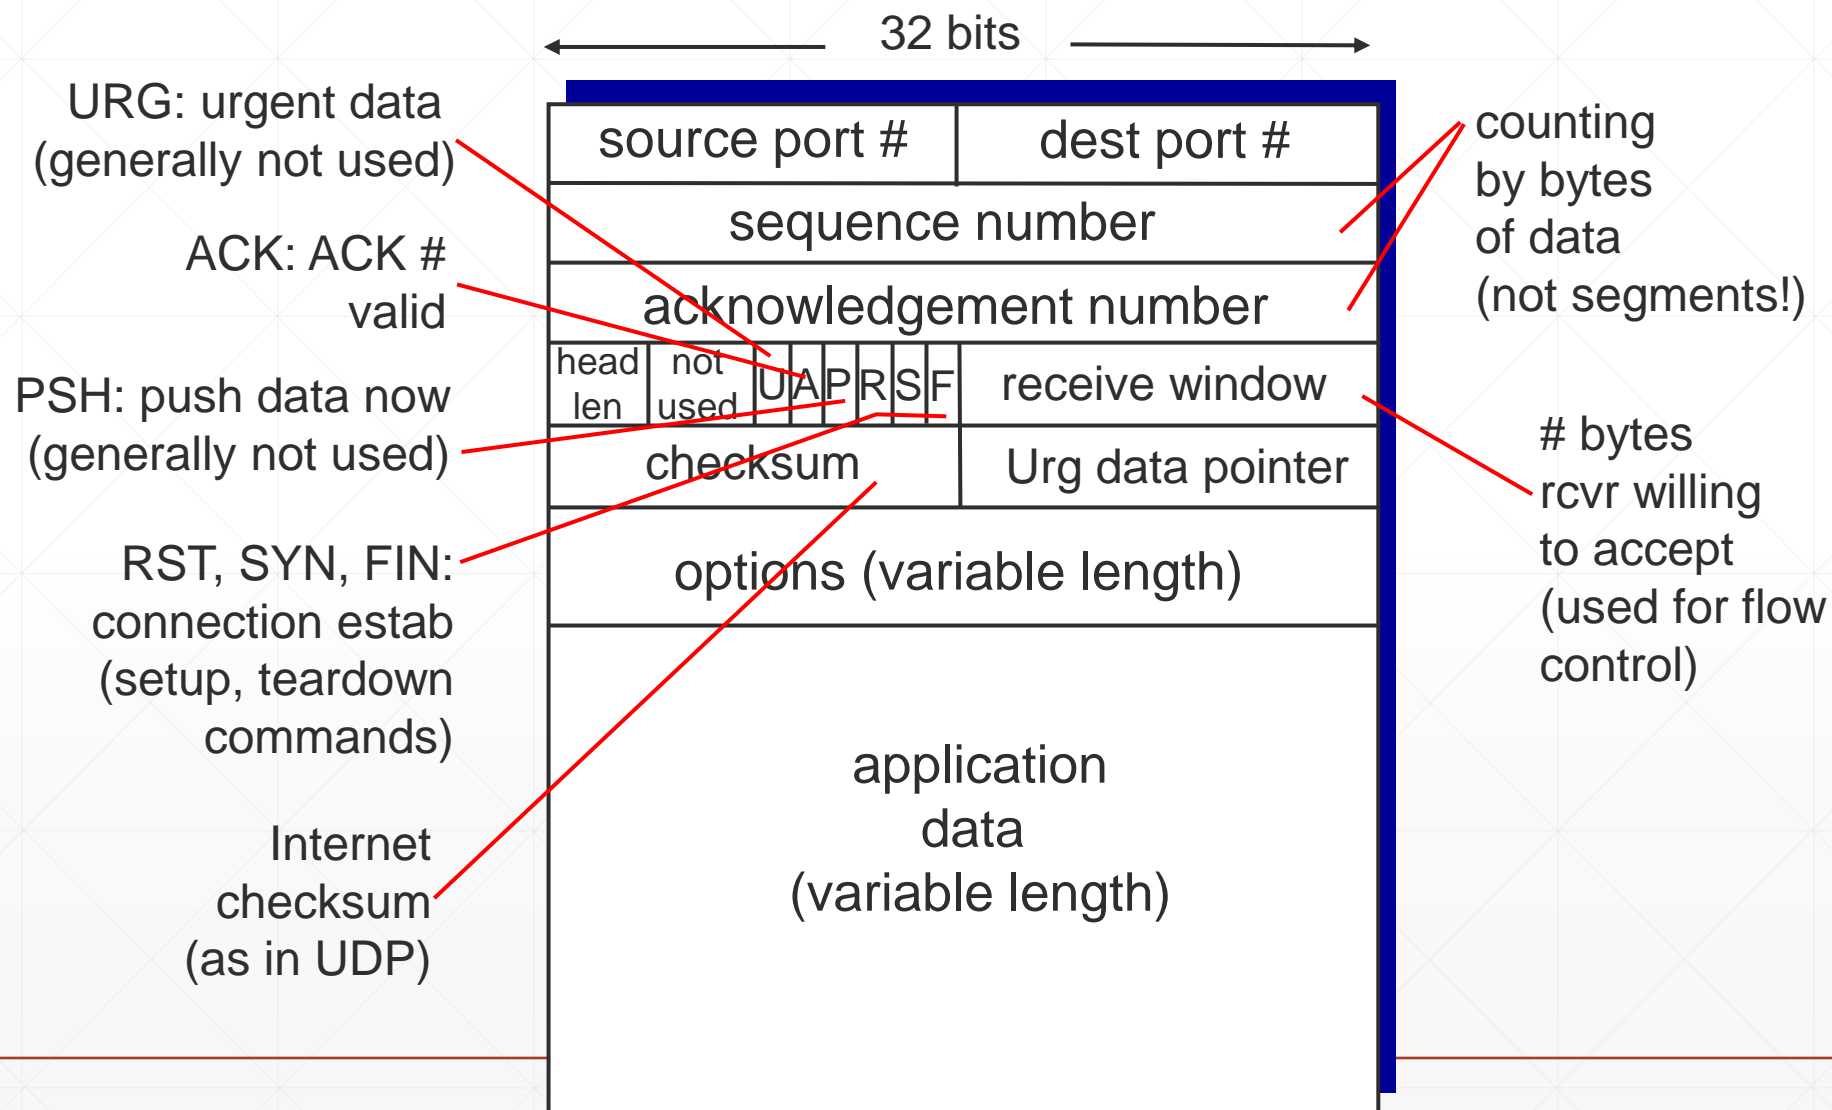 32 bits
URG: urgent data
(generally not used)
ACK: ACK #
valid
PSH: push data now
(generally not used)
RST, SYN, FIN:
connection estab
(setup, teardown
commands)
Internet
checksum
(as in UDP)
source port #
dest port #
sequence number
acknowledgement number
head
len
not
used
U
A
P
R
S
F
receive window
checksum
Urg data pointer
options (variable length)
application
data
(variable length)
counting
by bytes
of data
(not segments!)
# bytes
rcvr willing
to accept
(used for flow
control)